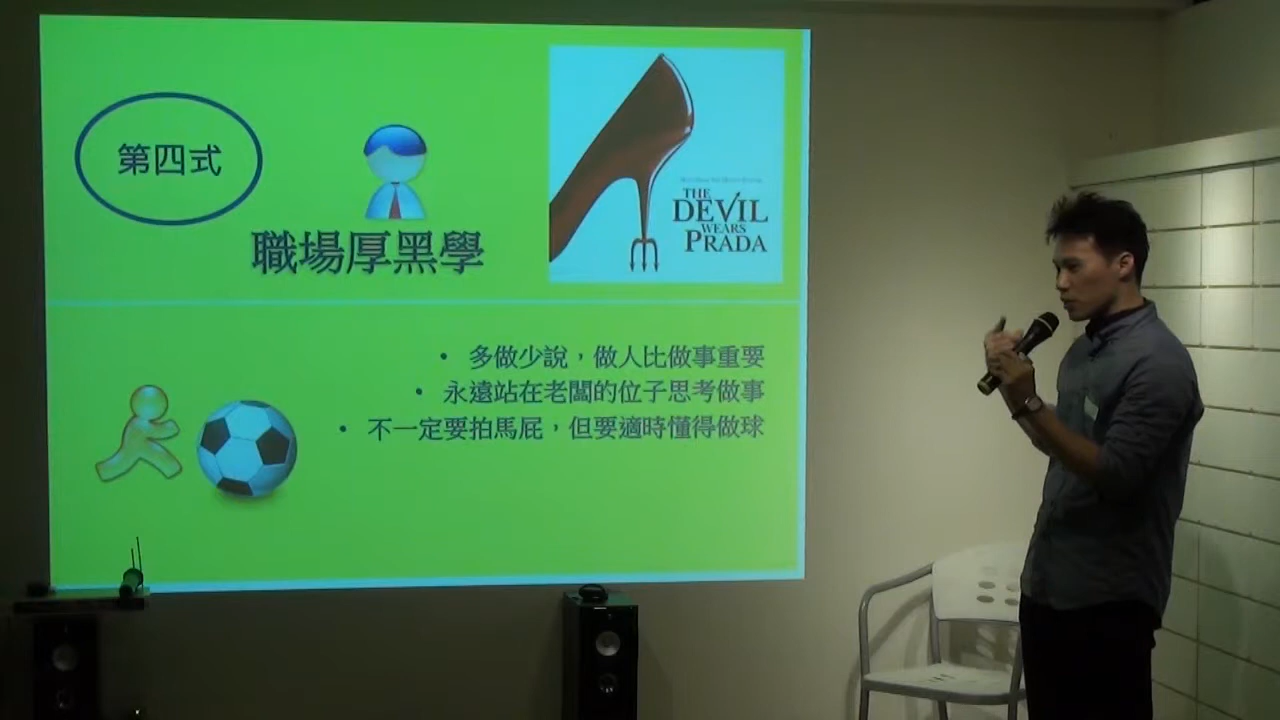 第四式
職場厚黑學
THE
DEVIL
WEARS
PRADA
• 多做少說，做人比做事重要
• 永遠站在老闆的位子思考做事
• 不一定要拍馬屁，但要適時懂得做球